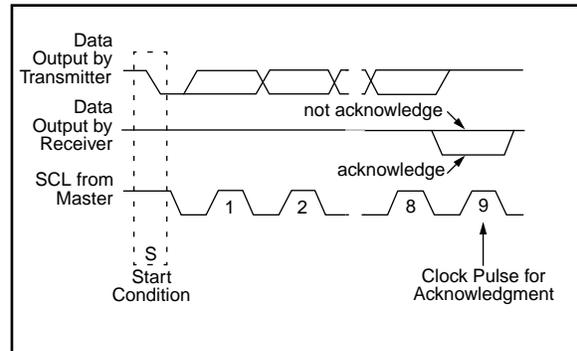 Data
Output by
Transmitter
not acknowledge
Data
Output by
Receiver
acknowledge
SCL from
Master
1
2
8
9
S
Start
Condition
Clock Pulse for
Acknowledgment